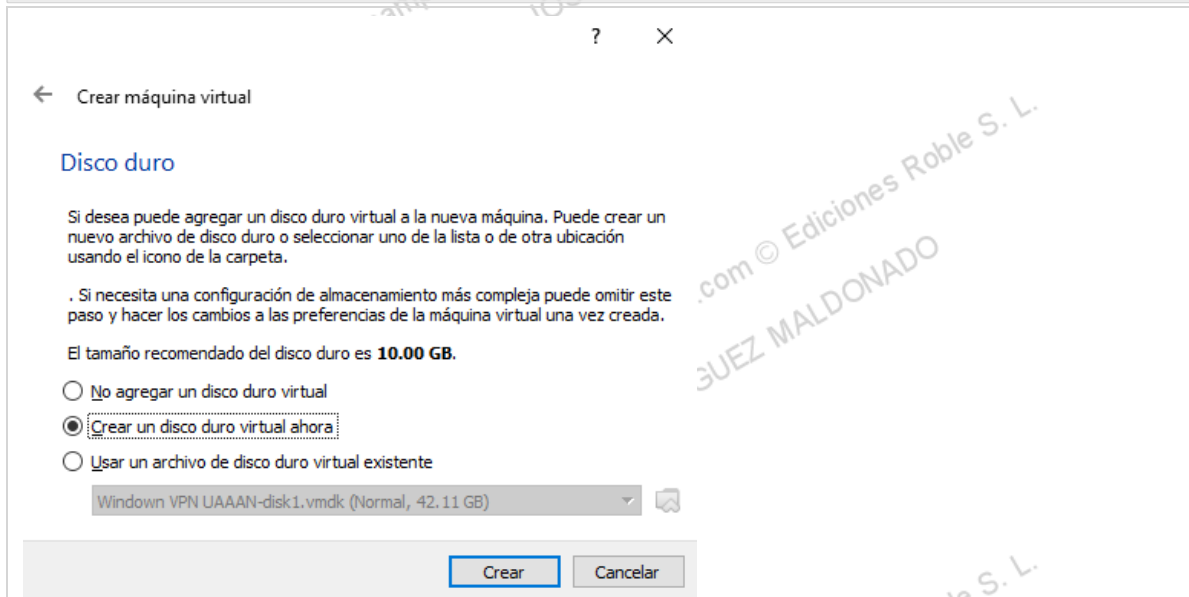 ? ×
← Crear máquina virtual
Disco duro
Si desea puede agregar un disco duro virtual a la nueva máquina. Puede crear un
nuevo archivo de disco duro o seleccionar uno de la lista o de otra ubicación
usando el icono de la carpeta.
. Si necesita una configuración de almacenamiento más compleja puede omitir este
paso y hacer los cambios a las preferencias de la máquina virtual una vez creada.
El tamaño recomendado del disco duro es 10.00 GB.
No agregar un disco duro virtual
Crear un disco duro virtual ahora
Usar un archivo de disco duro virtual existente
Windown VPN UAAAN-disk1.vmdk (Normal, 42.11 GB)
Crear Cancelar
.com © Ediciones Roble S. L.
GUEZ MALDONADO
S. L.